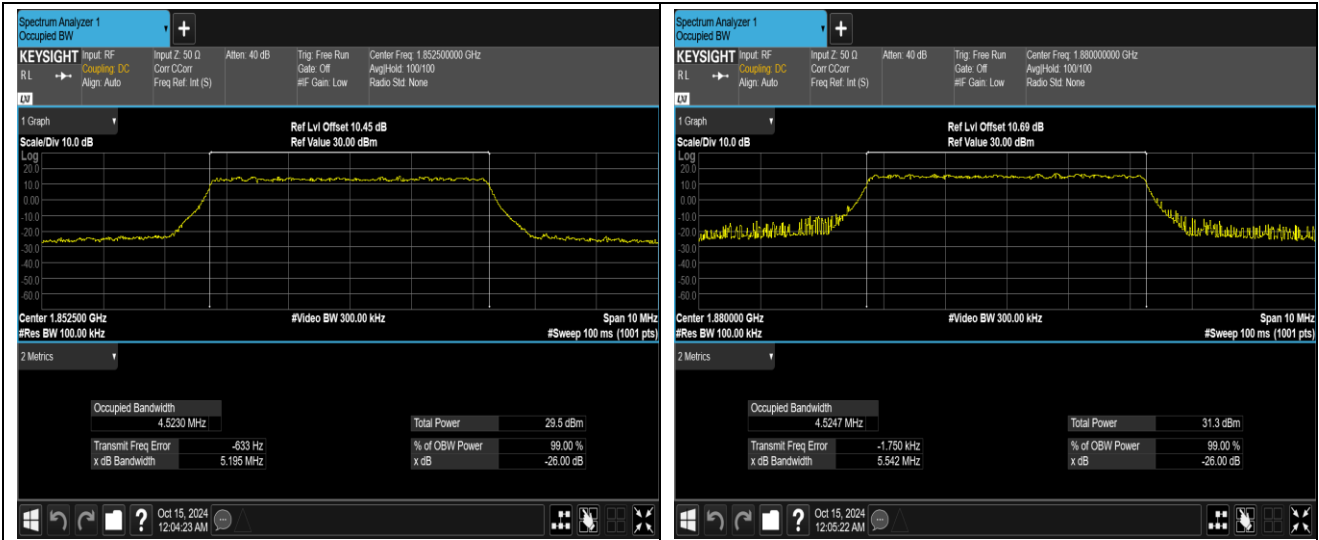 Spectrum Analyzer 1
Occupied BW
+
KEYSIGHT Input: RF Input Z: 50 Ω Atten: 40 dB Trig: Free Run Center Freq: 1.852500000 GHz
Coupling: DC Corr CCorr Gate: Off Avg|Hold: 100/100
RL Align: Auto Freq Ref: Int (S) #IF Gain: Low Radio Std: None
LXI
1 Graph
Ref Lvl Offset 10.45 dB
Scale/Div 10.0 dB Ref Value 30.00 dBm
Log
20.0
10.0
0.00
-10.0
-20.0
-30.0
-40.0
-50.0
-60.0
Center 1.852500 GHz #Video BW 300.00 kHz Span 10 MHz
#Res BW 100.00 kHz #Sweep 100 ms (1001 pts)
2 Metrics
Occupied Bandwidth
4.5230 MHz Total Power 29.5 dBm
Transmit Freq Error -633 Hz % of OBW Power 99.00 %
x dB Bandwidth 5.195 MHz x dB -26.00 dB
? Oct 15, 2024
12:04:23 AM
Spectrum Analyzer 1
Occupied BW
+
KEYSIGHT Input: RF Input Z: 50 Ω Atten: 40 dB Trig: Free Run Center Freq: 1.880000000 GHz
Coupling: DC Corr CCorr Gate: Off Avg|Hold: 100/100
RL Align: Auto Freq Ref: Int (S) #IF Gain: Low Radio Std: None
LXI
1 Graph
Ref Lvl Offset 10.69 dB
Scale/Div 10.0 dB Ref Value 30.00 dBm
Log
20.0
10.0
0.00
-10.0
-20.0
-30.0
-40.0
-50.0
-60.0
Center 1.880000 GHz #Video BW 300.00 kHz Span 10 MHz
#Res BW 100.00 kHz #Sweep 100 ms (1001 pts)
2 Metrics
Occupied Bandwidth
4.5247 MHz Total Power 31.3 dBm
Transmit Freq Error -1.750 kHz % of OBW Power 99.00 %
x dB Bandwidth 5.542 MHz x dB -26.00 dB
? Oct 15, 2024
12:05:22 AM